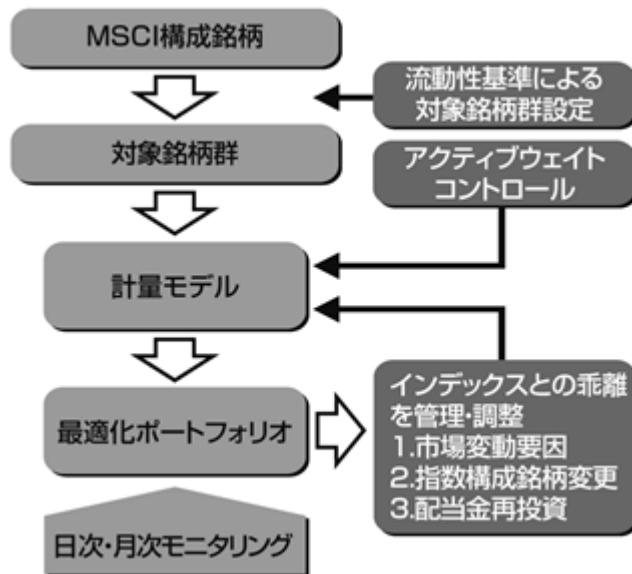 MSCI構成銘柄
流動性基準による
対象銘柄群設定
対象銘柄群
アクティブウェイト
コントロール
計量モデル
最適化ポートフォリオ
インデックスとの乖離
を管理・調整
1.市場変動要因
2.指数構成銘柄変更
3.配当金再投資
日次・月次モニタリング